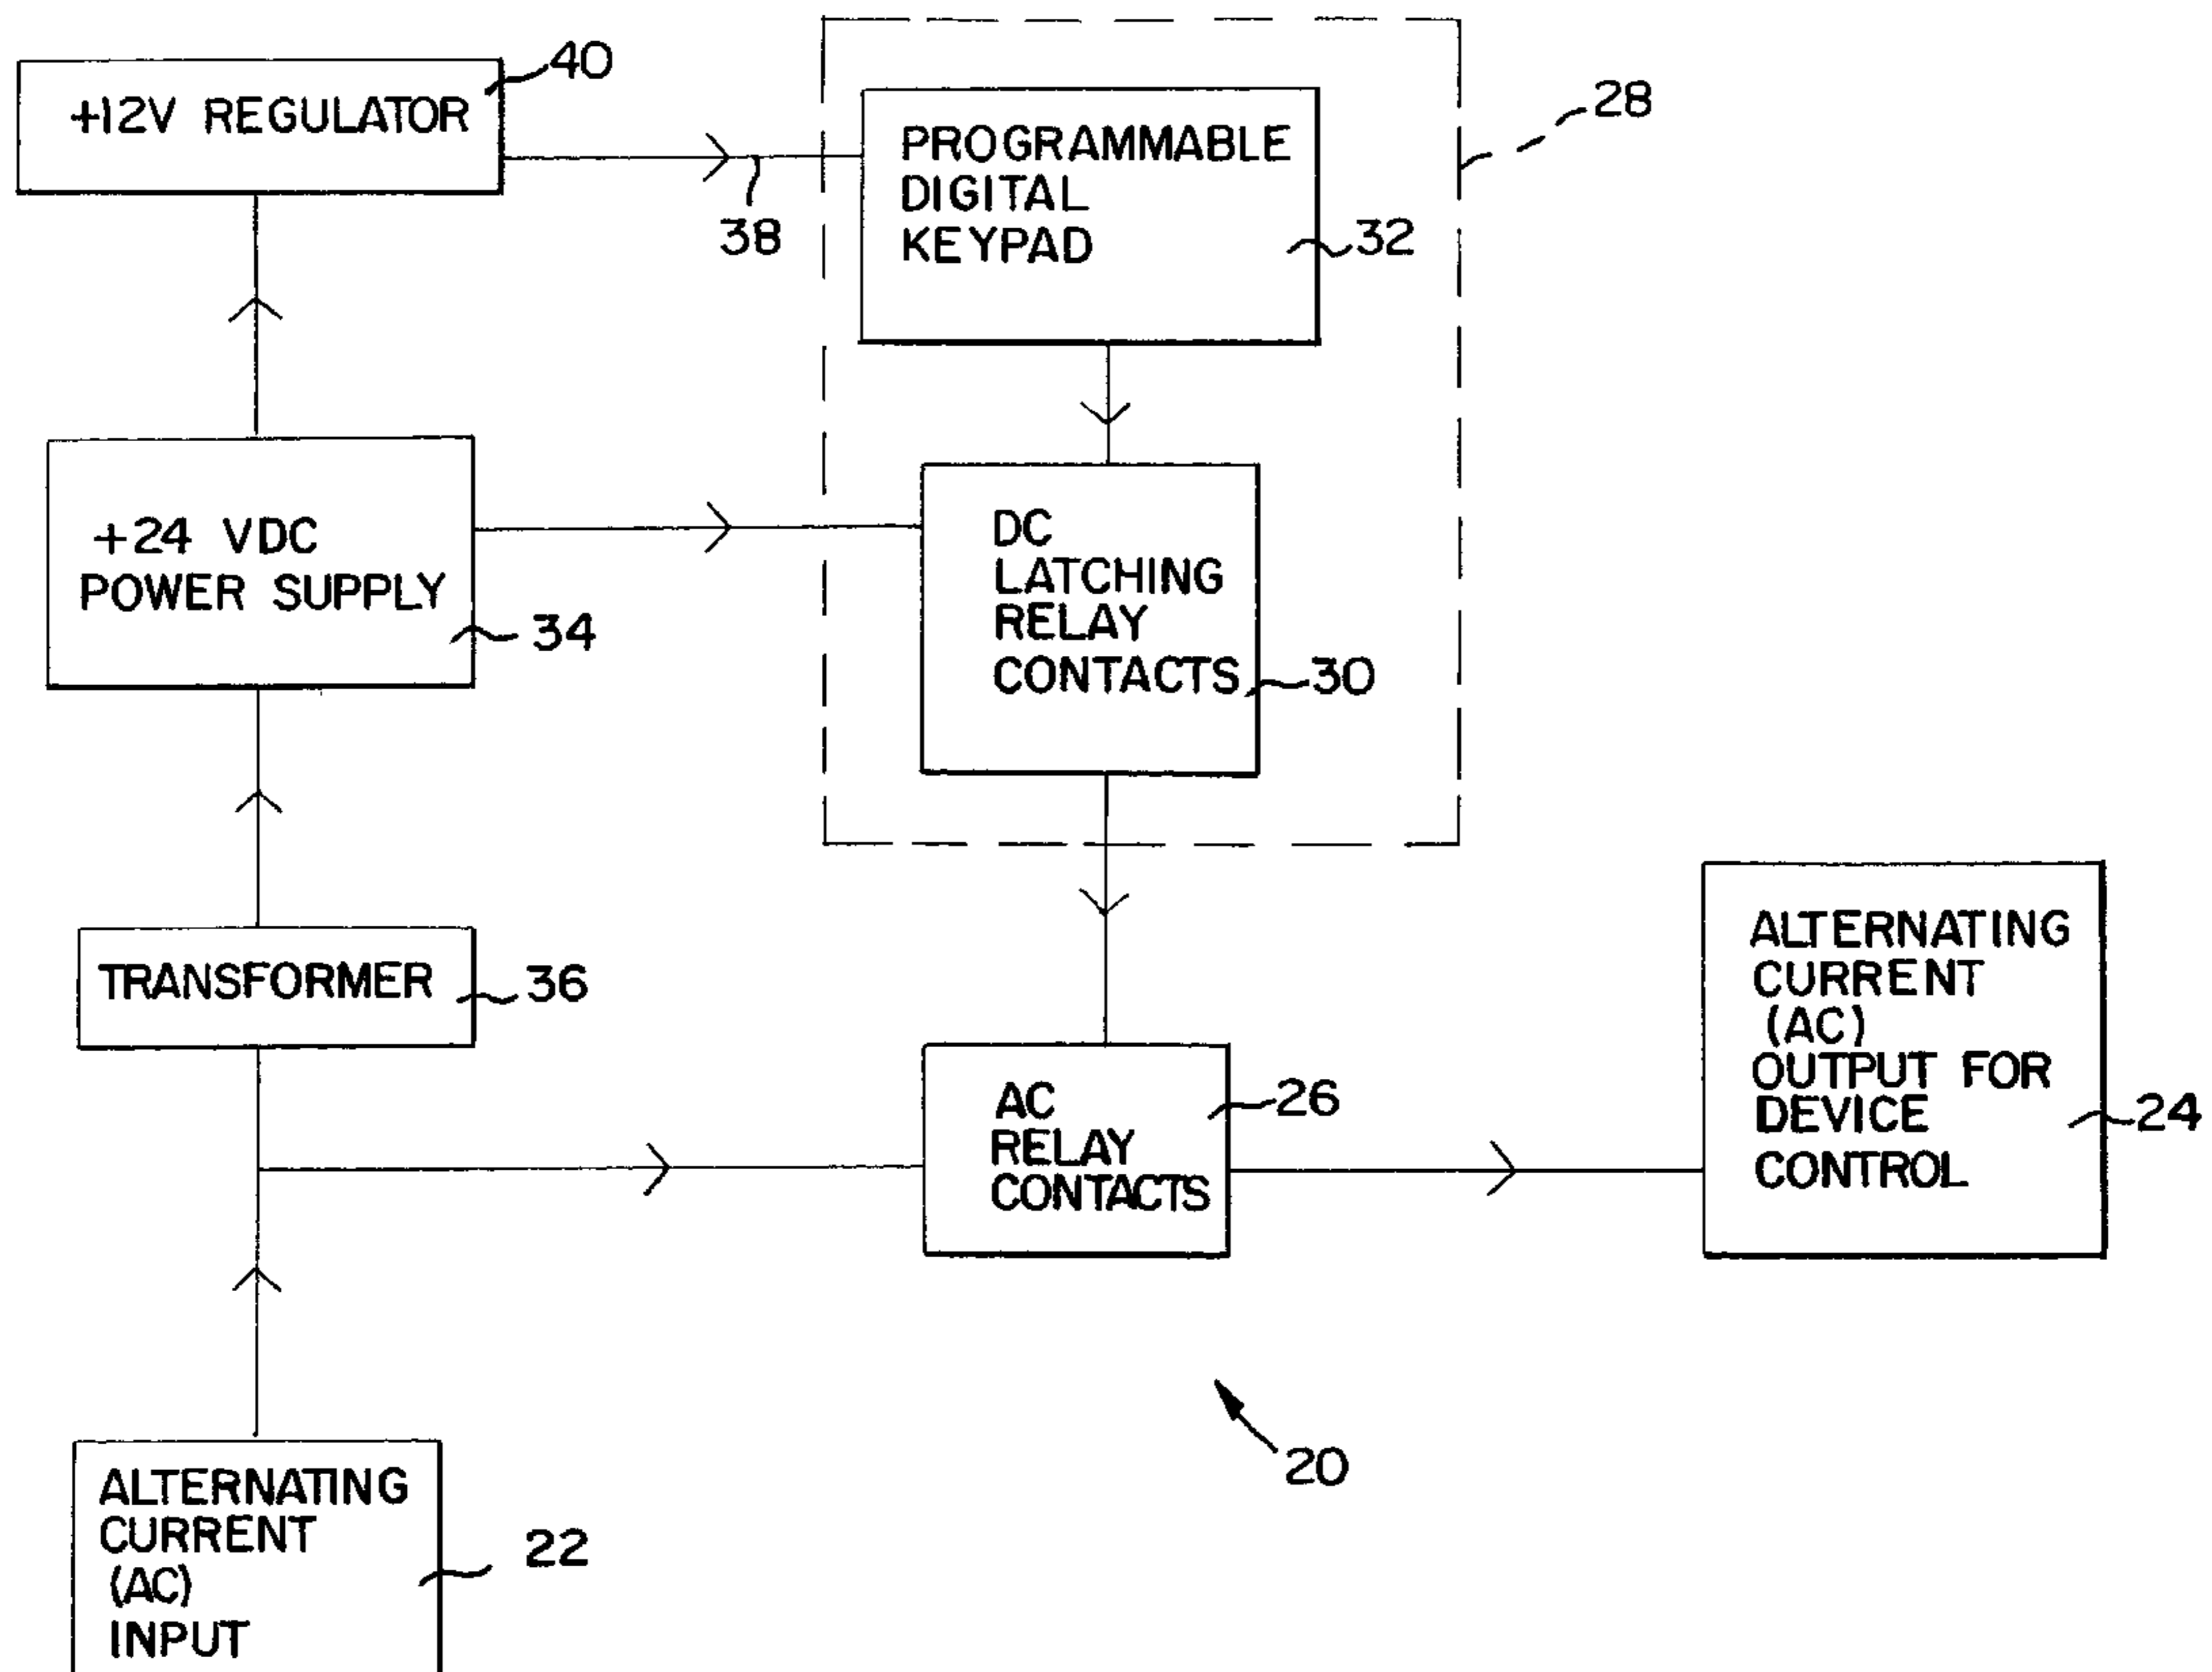 40
+12V REGULATOR
38
28
PROGRAMMABLE
DIGITAL
KEYPAD
32
+24 VDC
POWER SUPPLY
34
DC
LATCHING
RELAY
CONTACTS
30
TRANSFORMER
36
AC
RELAY
CONTACTS
26
ALTERNATING
CURRENT
(AC)
OUTPUT FOR
DEVICE
CONTROL
24
20
ALTERNATING
CURRENT
(AC)
INPUT
22